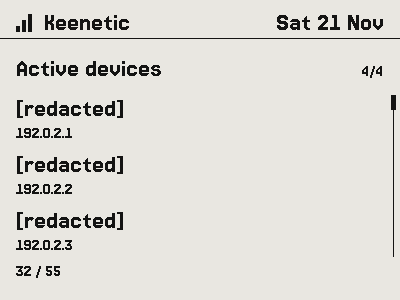 Keenetic
Sat 21 Nov
Active devices
4/4
[redacted]
192.0.2.1
[redacted]
192.0.2.2
[redacted]
192.0.2.3
32 / 55